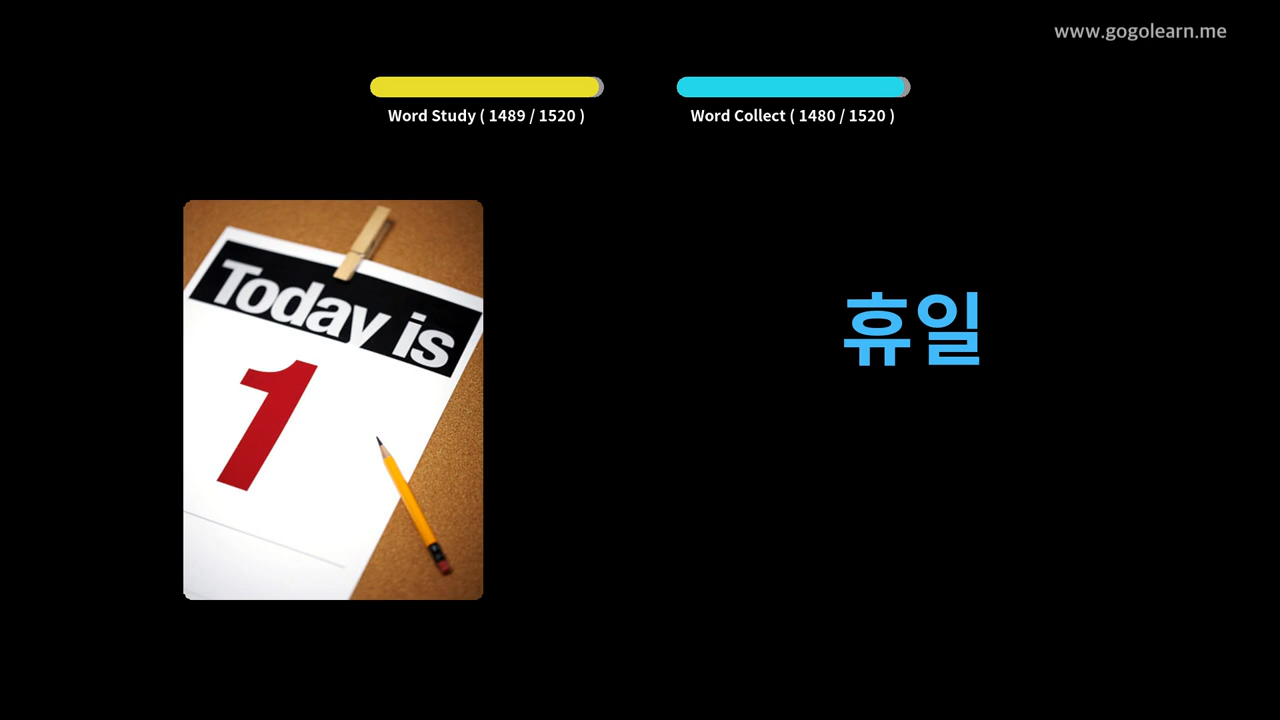 www.gogolearn.me
Word Study ( 1489 / 1520 )
Word Collect ( 1480 / 1520 )
Today is
1
휴일